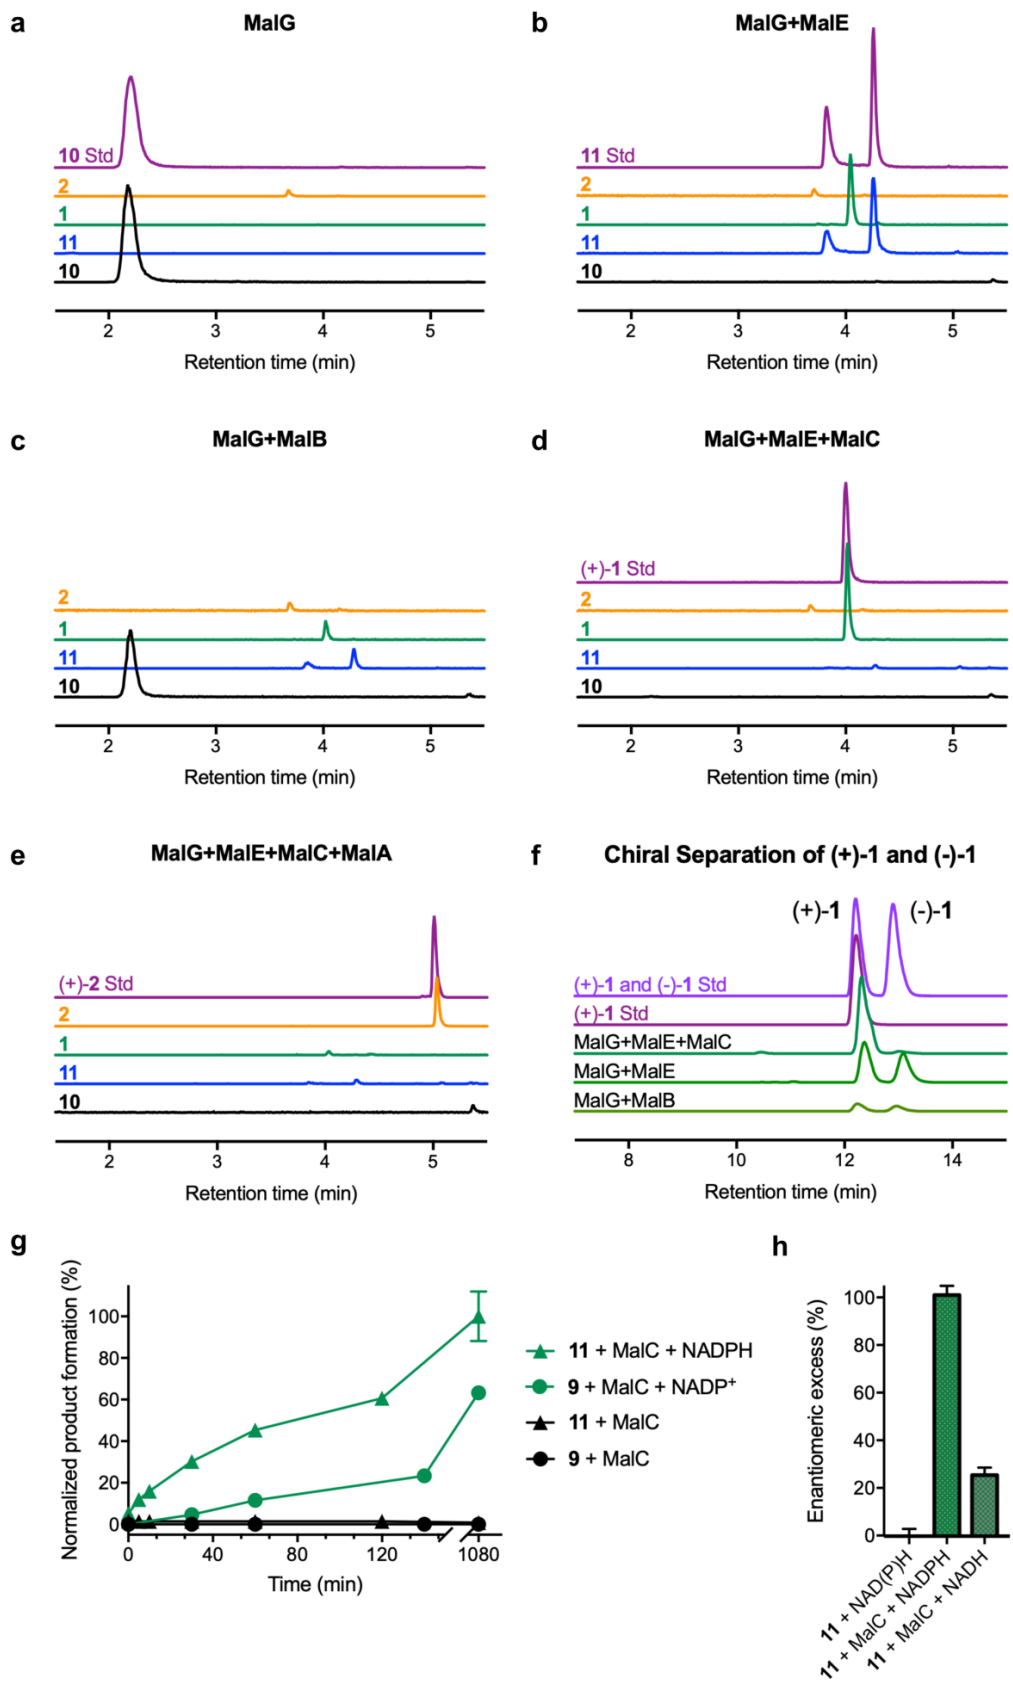 a
MalG
10 Std
2
1
11
10
2 3 4 5
Retention time (min)
b
MalG+MalE
11 Std
2
1
11
10
2 3 4 5
Retention time (min)
c
MalG+MalB
2
1
11
10
2 3 4 5
Retention time (min)
d
MalG+MalE+MalC
(+)-1 Std
2
1
11
10
2 3 4 5
Retention time (min)
e
MalG+MalE+MalC+MalA
(+)-2 Std
2
1
11
10
2 3 4 5
Retention time (min)
f
Chiral Separation of (+)-1 and (-)-1
(+)-1 (-)-1
(+)-1 and (-)-1 Std
(+)-1 Std
MalG+MalE+MalC
MalG+MalE
MalG+MalB
8 10 12 14
Retention time (min)
g
Normalized product formation (%)
100
80
60
40
20
0
0 40 80 120 1080
Time (min)
11 + MalC + NADPH
9 + MalC + NADP+
11 + MalC
9 + MalC
h
Enantiomeric excess (%)
100
80
60
40
20
0
11 + NAD(P)H
11 + MalC + NADPH
11 + MalC + NADH